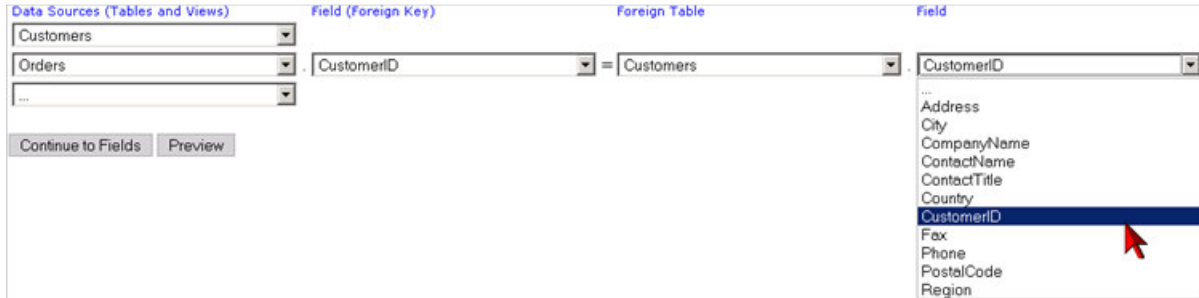 Data Sources (Tables and Views) Field (Foreign Key) Foreign Table Field
Customers
Orders . CustomerID = Customers . CustomerID
...
...
Address
City
CompanyName
ContactName
ContactTitle
Country
CustomerID
Fax
Phone
PostalCode
Region
Continue to Fields Preview